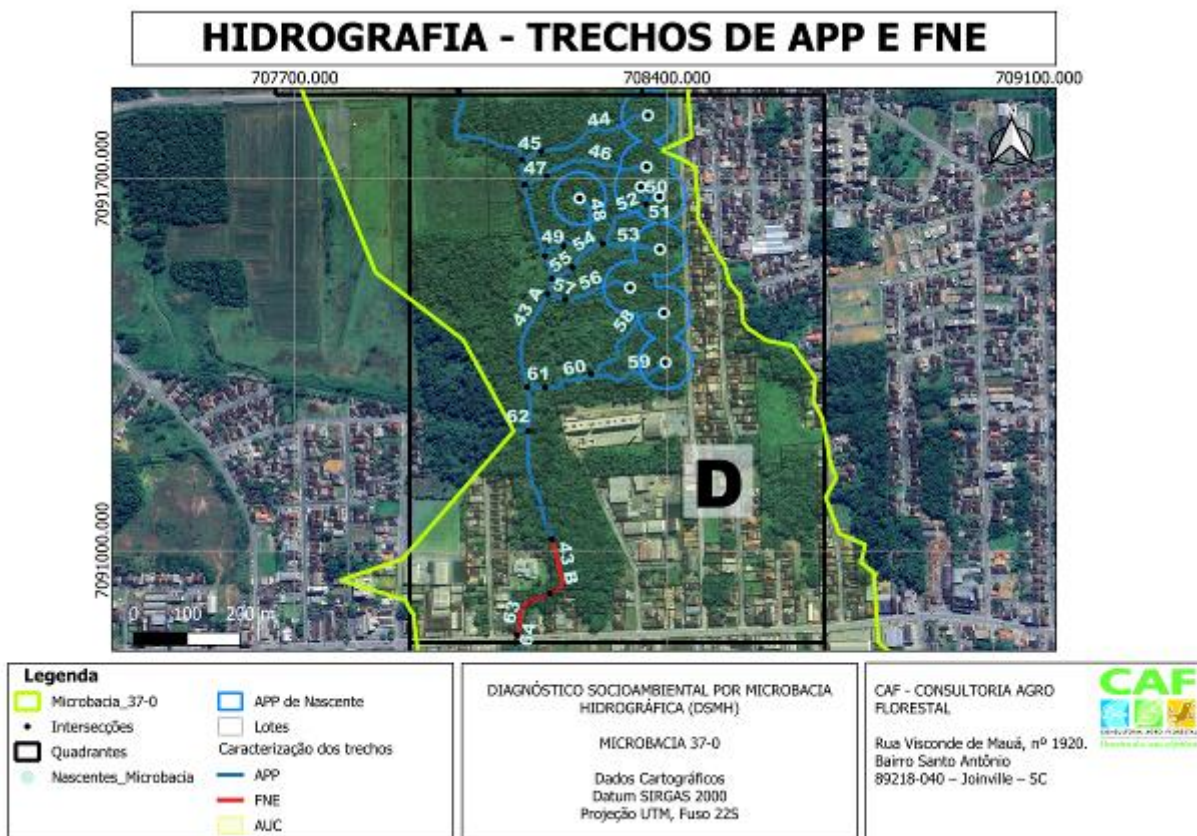 HIDROGRAFIA - TRECHOS DE APP E FNE
707700.000
708400.000
709100.000
7091700.000
7091000.000
44
45
46
47
50
48
52
51
49
54
53
55
56
57
43 A
58
59
60
61
62
D
43 B
63
64
0 100 200 m
Legenda
Microbacia_37-0
Intersecções
Quadrantes
Nascentes_Microbacia
APP de Nascente
Lotes
Caracterização dos trechos
APP
FNE
AUC
DIAGNÓSTICO SOCIOAMBIENTAL POR MICROBACIA
HIDROGRÁFICA (DSMH)
MICROBACIA 37-0
Dados Cartográficos
Datum SIRGAS 2000
Projeção UTM, Fuso 22S
CAF - CONSULTORIA AGRO
FLORESTAL
Rua Visconde de Mauá, nº 1920.
Bairro Santo Antônio
89218-040 – Joinville – SC
CAF
CONSULTORIA AGRO FLORESTAL